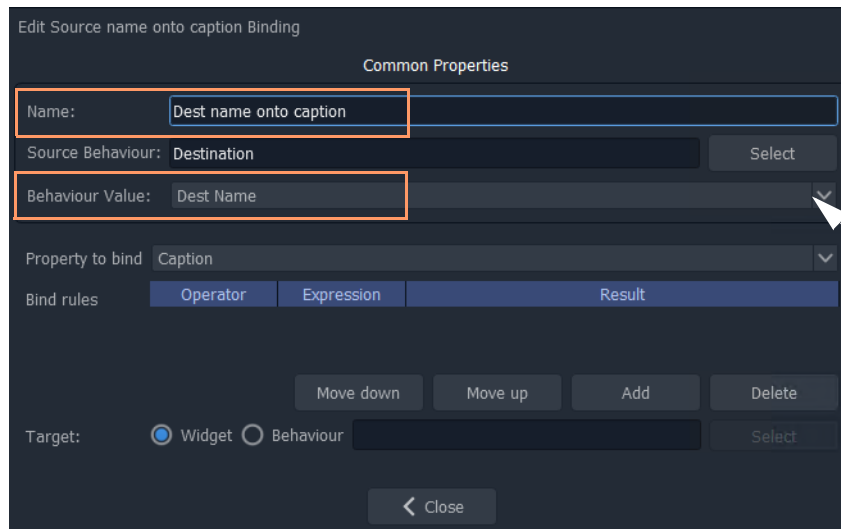 Edit Source name onto caption Binding
Common Properties
Name: Dest name onto caption
Source Behaviour: Destination Select
Behaviour Value: Dest Name
Property to bind Caption
Bind rules Operator Expression Result
Move down Move up Add Delete
Target: Widget Behaviour Select
Close